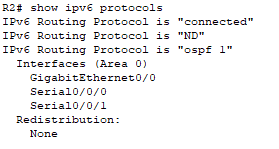 R2# show ipv6 protocols
IPv6 Routing Protocol is "connected"
IPv6 Routing Protocol is "ND"
IPv6 Routing Protocol is "ospf 1"
  Interfaces (Area 0)
    GigabitEthernet0/0
    Serial0/0/0
    Serial0/0/1
  Redistribution:
    None